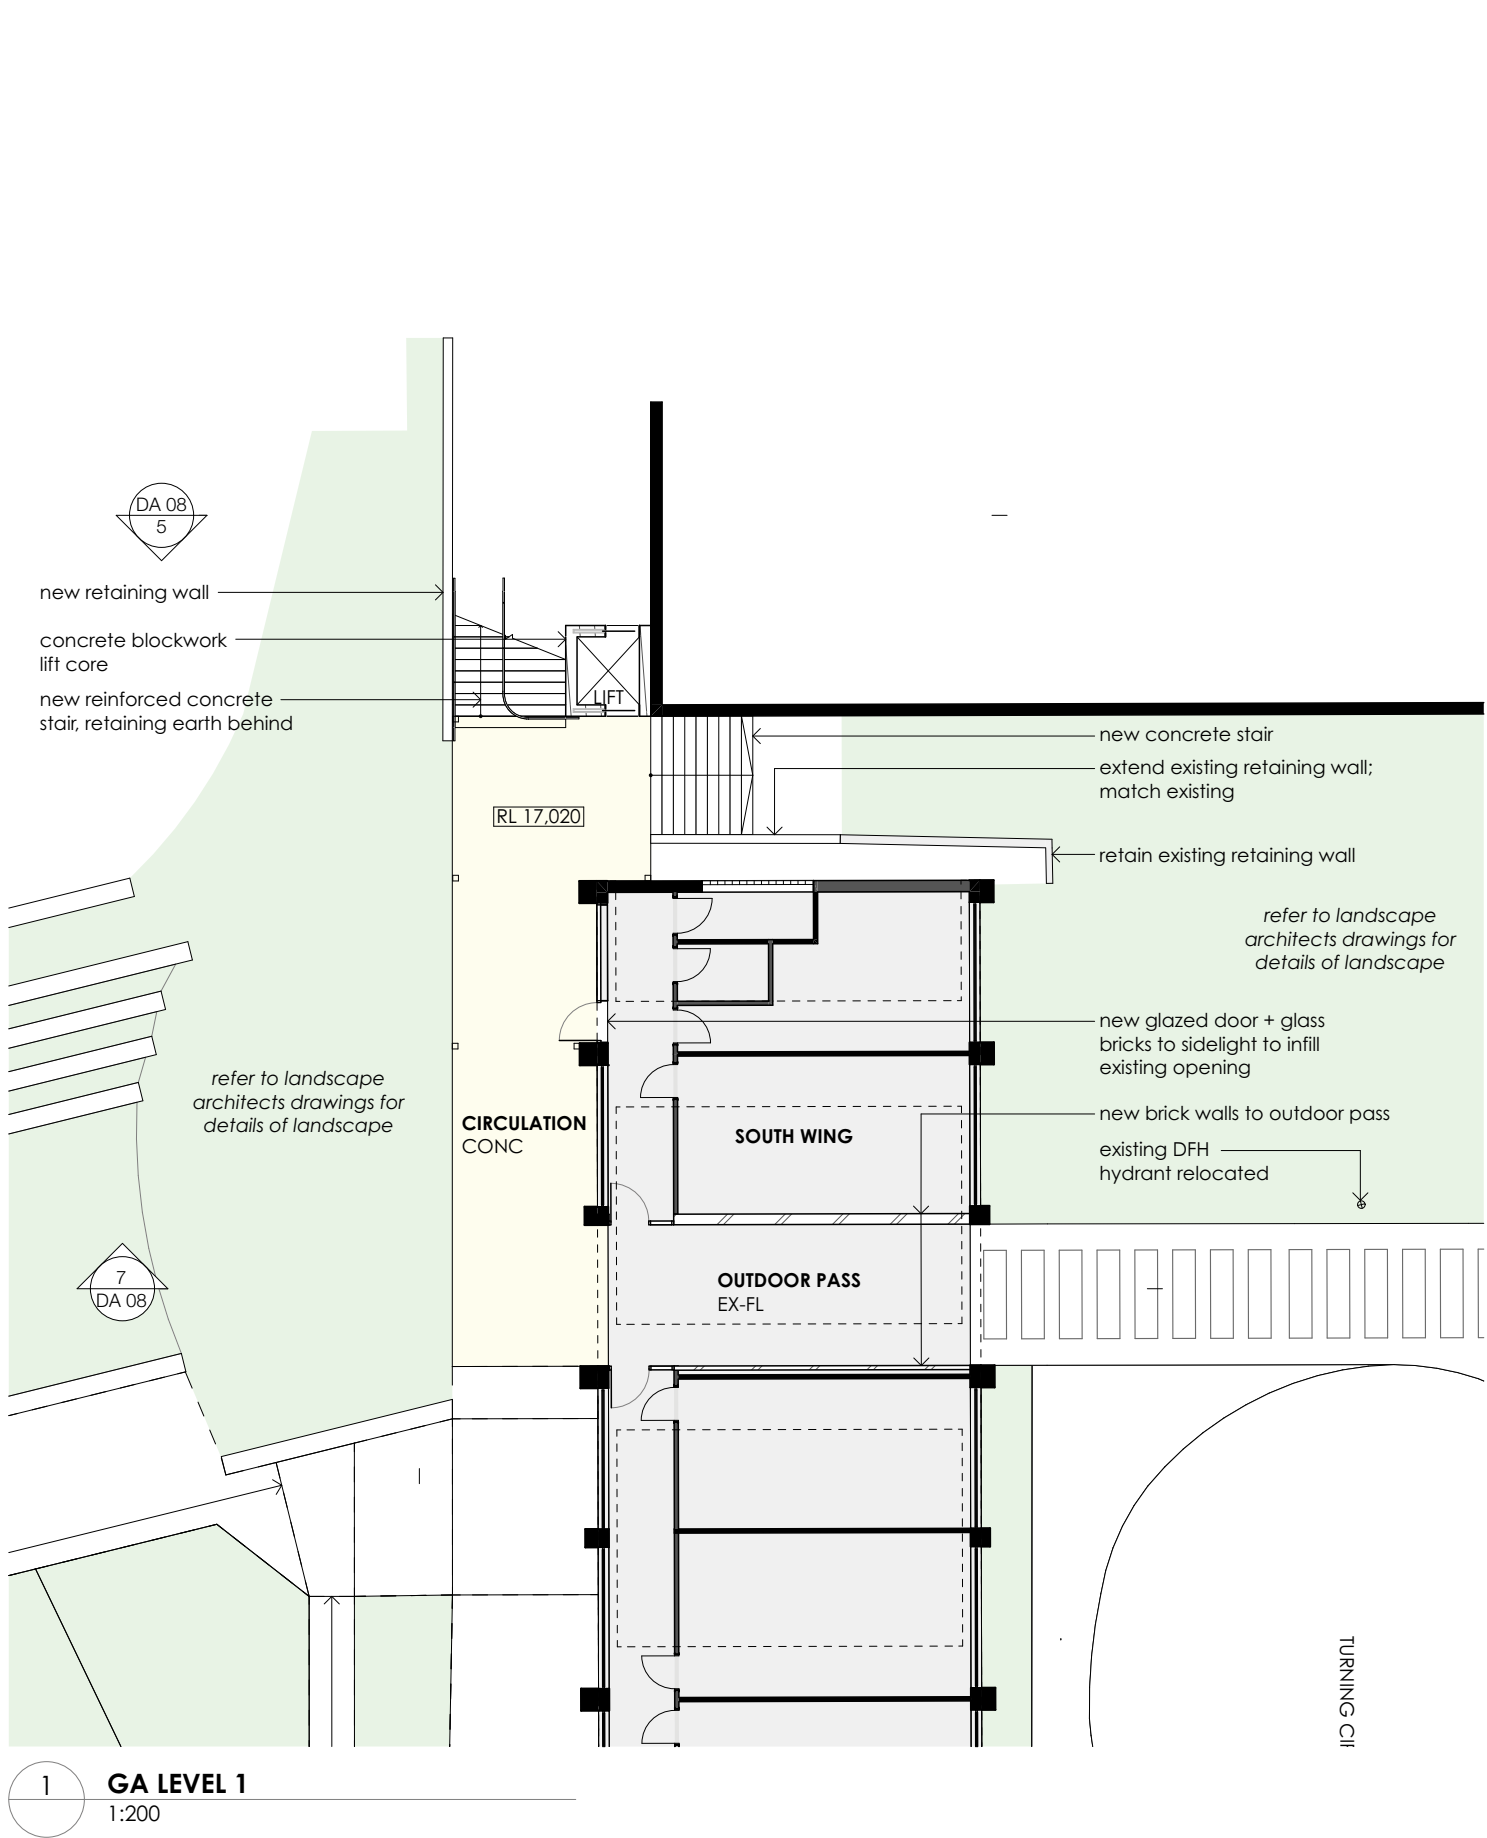 DA 08
5
new retaining wall
concrete blockwork
lift core
new reinforced concrete
stair, retaining earth behind
LIFT
new concrete stair
extend existing retaining wall;
match existing
RL 17,020
retain existing retaining wall
refer to landscape
architects drawings for
details of landscape
new glazed door + glass
bricks to sidelight to infill
existing opening
refer to landscape
architects drawings for
details of landscape
CIRCULATION
CONC
SOUTH WING
new brick walls to outdoor pass
existing DFH
hydrant relocated
7
DA 08
OUTDOOR PASS
EX-FL
TURNING CI
1
GA LEVEL 1
1:200